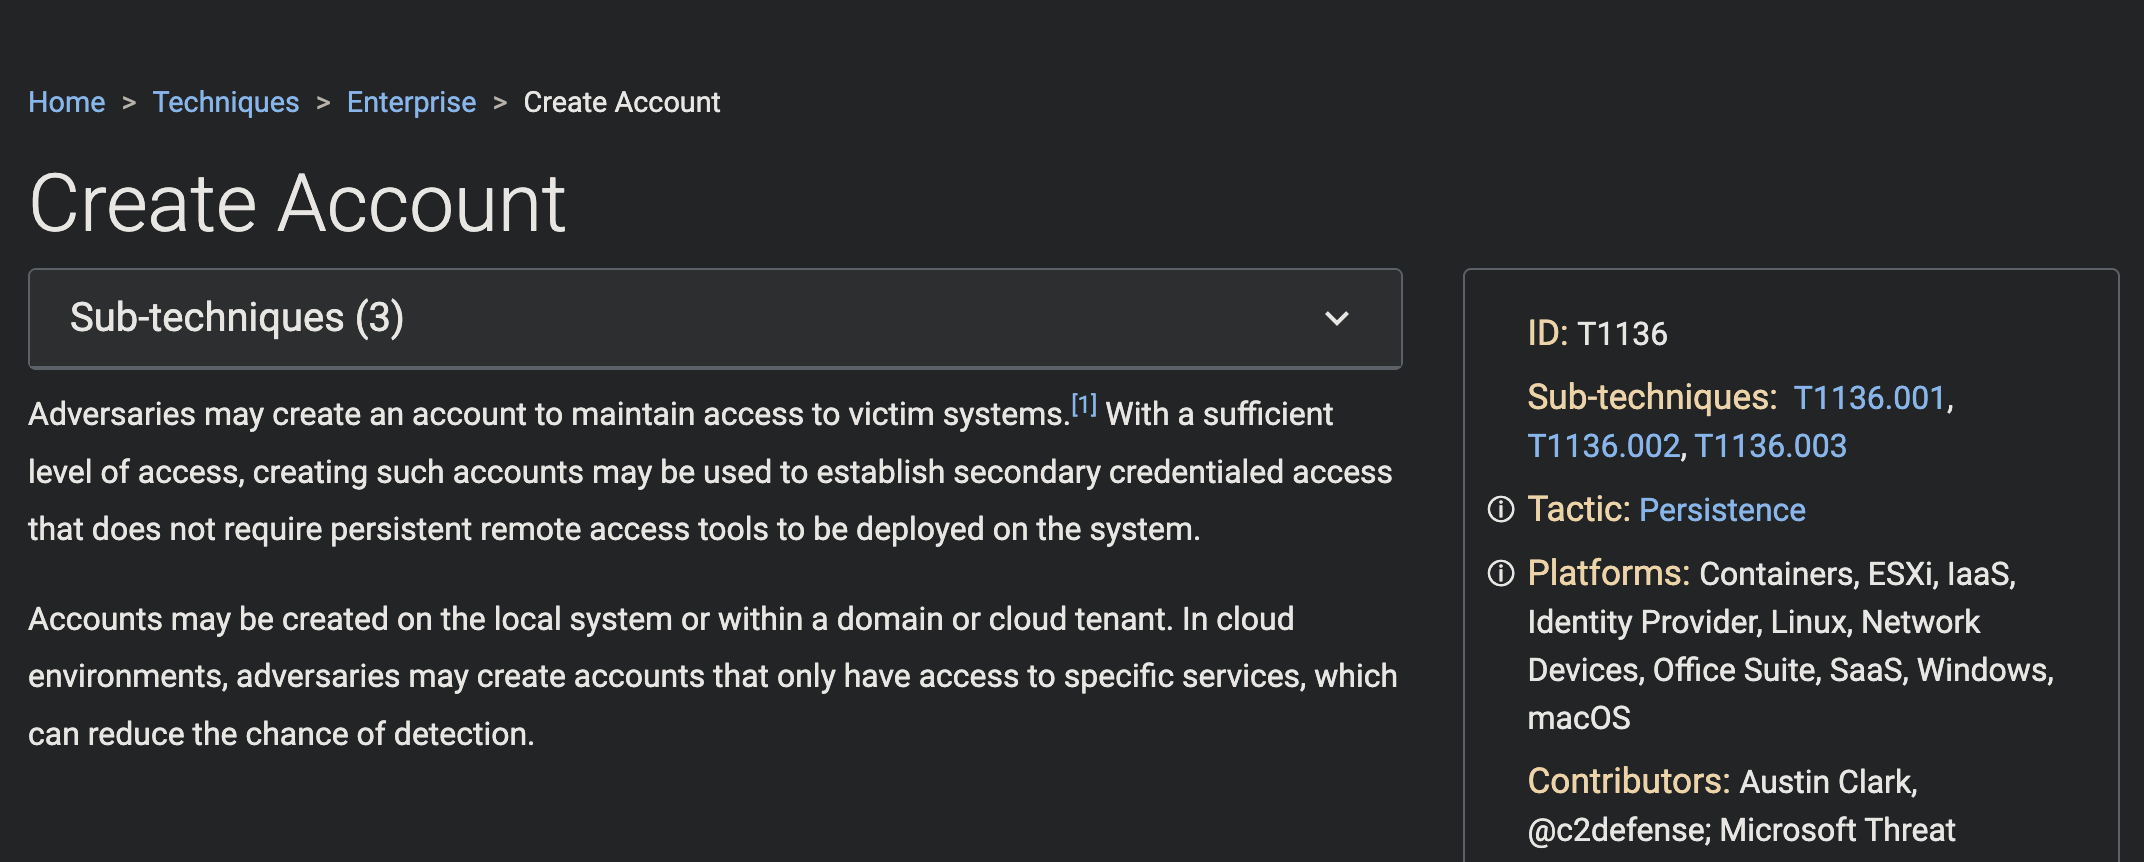 Home > Techniques > Enterprise > Create Account
Create Account
Sub-techniques (3)
Adversaries may create an account to maintain access to victim systems.[1] With a sufficient
level of access, creating such accounts may be used to establish secondary credentialed access
that does not require persistent remote access tools to be deployed on the system.
Accounts may be created on the local system or within a domain or cloud tenant. In cloud
environments, adversaries may create accounts that only have access to specific services, which
can reduce the chance of detection.
ID: T1136
Sub-techniques: T1136.001,
T1136.002, T1136.003
Tactic: Persistence
Platforms: Containers, ESXi, IaaS,
Identity Provider, Linux, Network
Devices, Office Suite, SaaS, Windows,
macOS
Contributors: Austin Clark,
@c2defense; Microsoft Threat